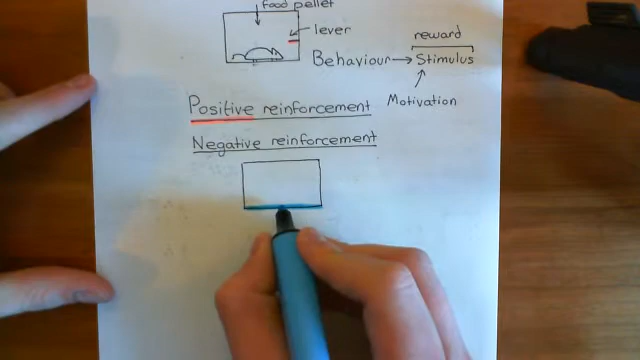 food pellet
lever
reward
Behaviour → Stimulus
Motivation
Positive reinforcement
Negative reinforcement